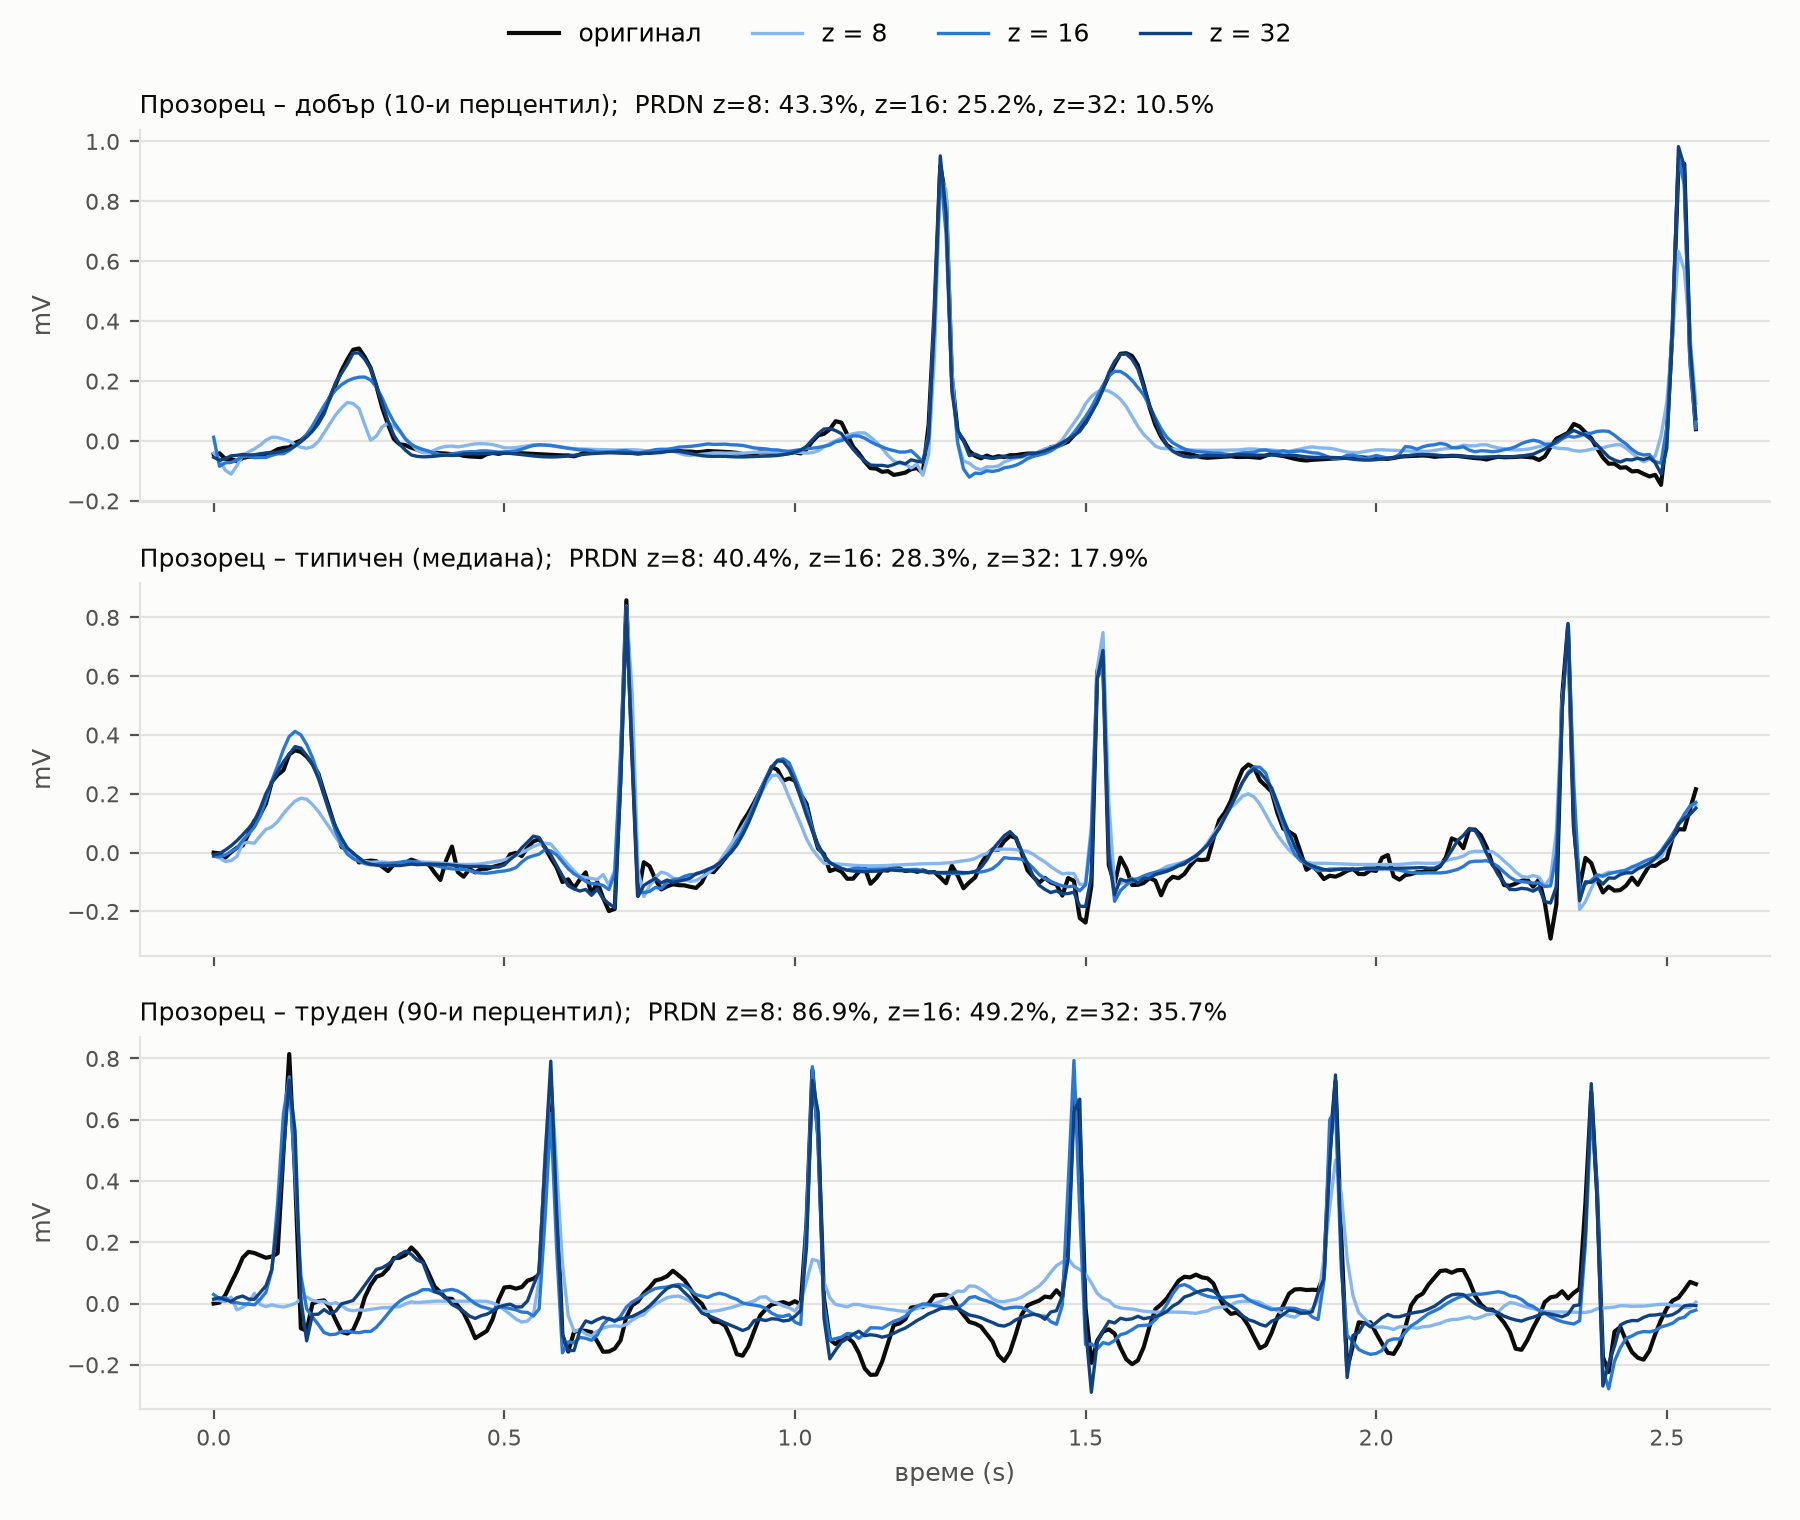 оригинал z = 8 z = 16 z = 32
Прозорец – добър (10-и перцентил); PRDN z=8: 43.3%, z=16: 25.2%, z=32: 10.5%
1.0
0.8
0.6
0.4
0.2
0.0
−0.2
mV
Прозорец – типичен (медиана); PRDN z=8: 40.4%, z=16: 28.3%, z=32: 17.9%
0.8
0.6
0.4
0.2
0.0
−0.2
mV
Прозорец – труден (90-и перцентил); PRDN z=8: 86.9%, z=16: 49.2%, z=32: 35.7%
0.8
0.6
0.4
0.2
0.0
−0.2
mV
0.0 0.5 1.0 1.5 2.0 2.5
време (s)